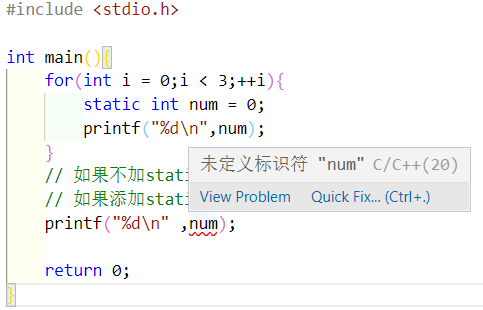 #include <stdio.h>
int main(){
for(int i = 0;i < 3;++i){
static int num = 0;
printf("%d\n",num);
}
未定义标识符 "num" C/C++(20)
// 如果不加stati
View Problem Quick Fix... (Ctrl+.)
// 如果添加stati
printf("%d\n" ,num);
return 0;
}